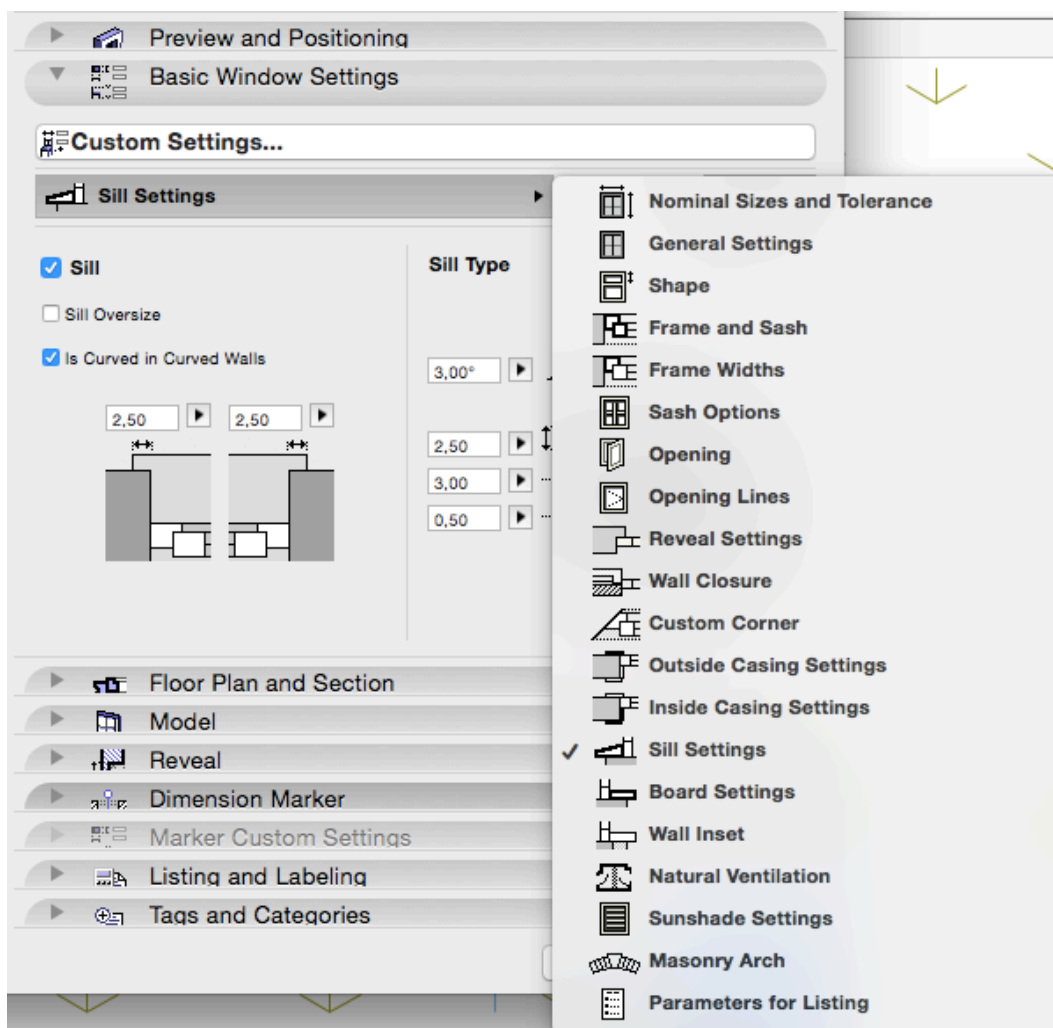 Preview and Positioning
Basic Window Settings
Custom Settings...
Sill Settings
Sill
Sill Type
Sill Oversize
Is Curved in Curved Walls
3,00°
2,50 2,50
2,50
3,00
0,50
Floor Plan and Section
Model
Reveal
Dimension Marker
Marker Custom Settings
Listing and Labeling
Tags and Categories
Nominal Sizes and Tolerance
General Settings
Shape
Frame and Sash
Frame Widths
Sash Options
Opening
Opening Lines
Reveal Settings
Wall Closure
Custom Corner
Outside Casing Settings
Inside Casing Settings
Sill Settings
Board Settings
Wall Inset
Natural Ventilation
Sunshade Settings
Masonry Arch
Parameters for Listing